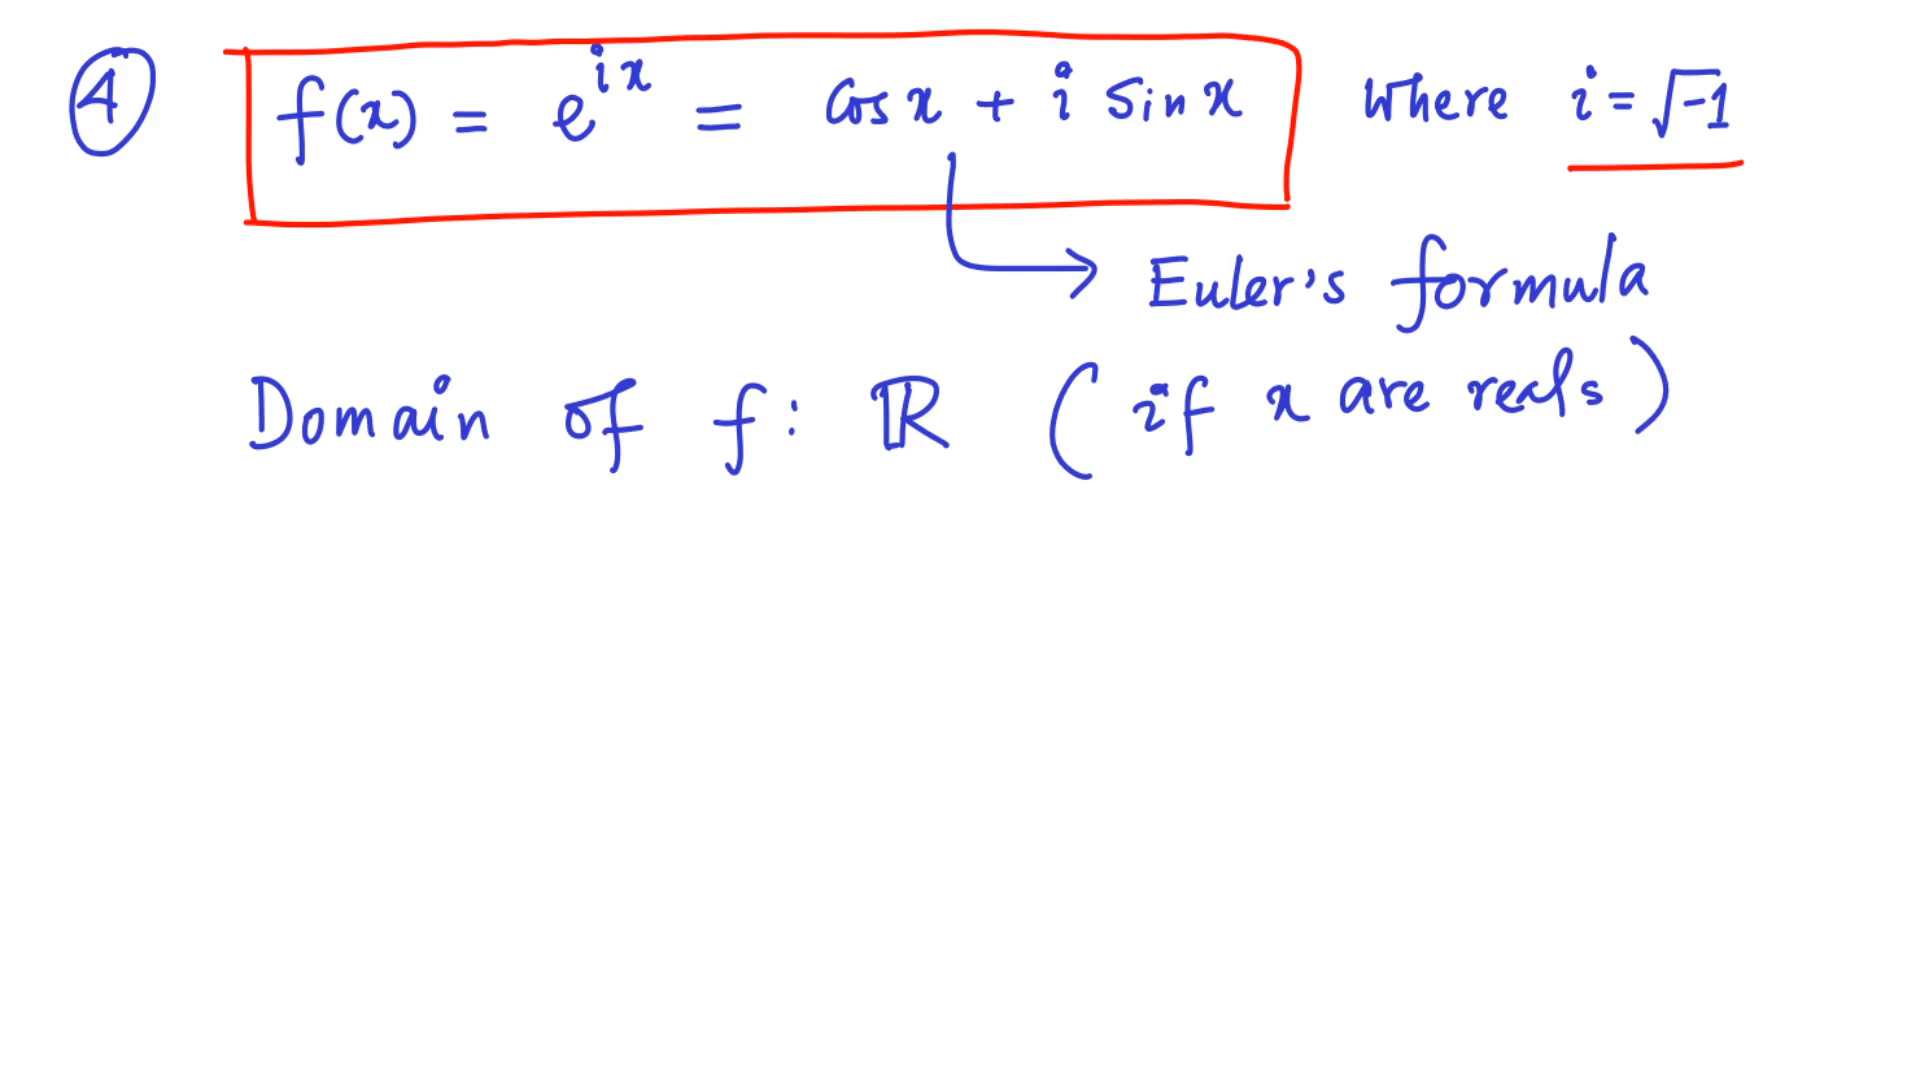 ④ f(x) = e^{ix} = cos x + i sin x where i = √-1
Euler's formula
Domain of f: ℝ (if x are reals)